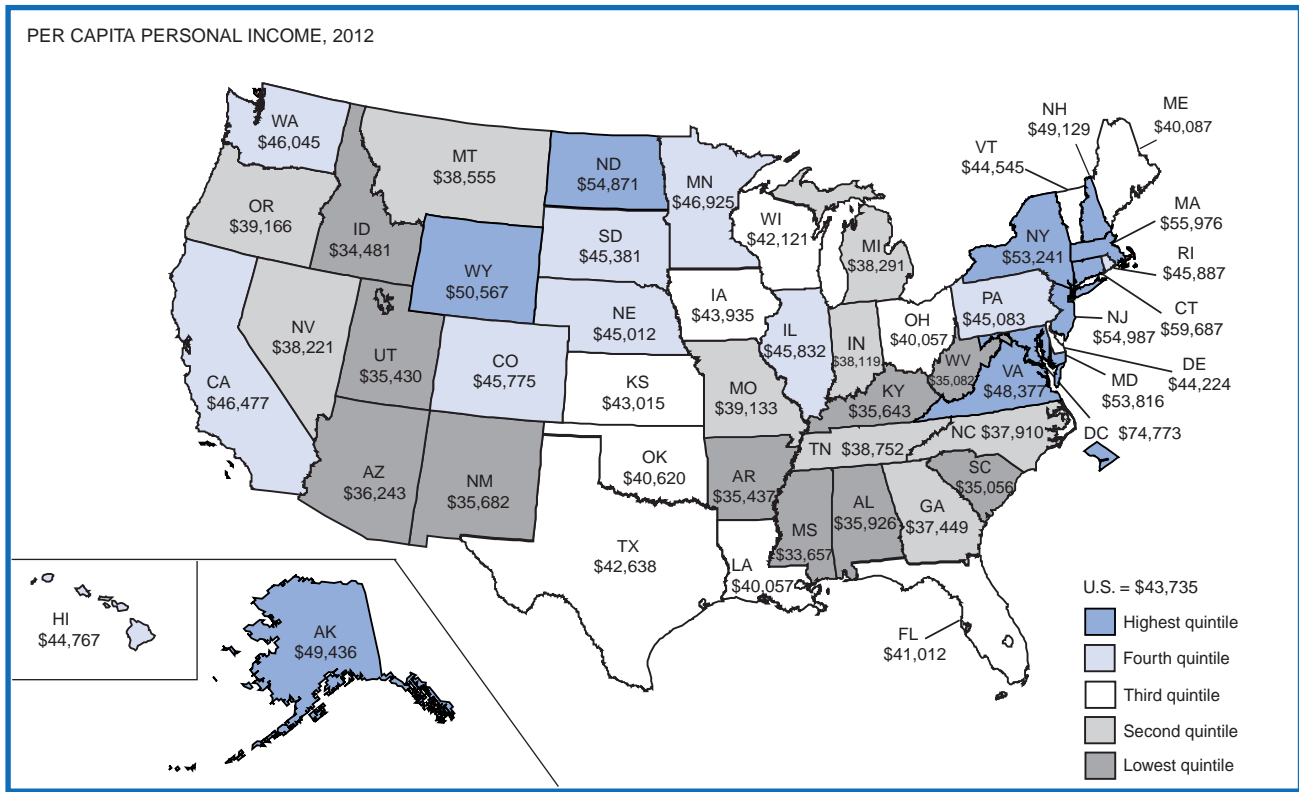 PER CAPITA PERSONAL INCOME, 2012
WA
$46,045
MT
$38,555
ND
$54,871
MN
$46,925
NH
$49,129
ME
$40,087
VT
$44,545
OR
$39,166
ID
$34,481
WY
$50,567
SD
$45,381
WI
$42,121
MI
$38,291
NY
$53,241
MA
$55,976
RI
$45,887
CT
$59,687
NJ
$54,987
DE
$44,224
MD
$53,816
DC $74,773
CA
$46,477
NV
$38,221
UT
$35,430
CO
$45,775
NE
$45,012
IA
$43,935
IL
$45,832
IN
$38,119
OH
$40,057
PA
$45,083
WV
$35,082
VA
$48,377
KS
$43,015
MO
$39,133
KY
$35,643
TN $38,752
NC $37,910
AZ
$36,243
NM
$35,682
OK
$40,620
AR
$35,437
SC
$35,056
MS
$33,657
AL
$35,926
GA
$37,449
TX
$42,638
LA
$40,057
FL
$41,012
HI
$44,767
AK
$49,436
U.S. = $43,735
Highest quintile
Fourth quintile
Third quintile
Second quintile
Lowest quintile